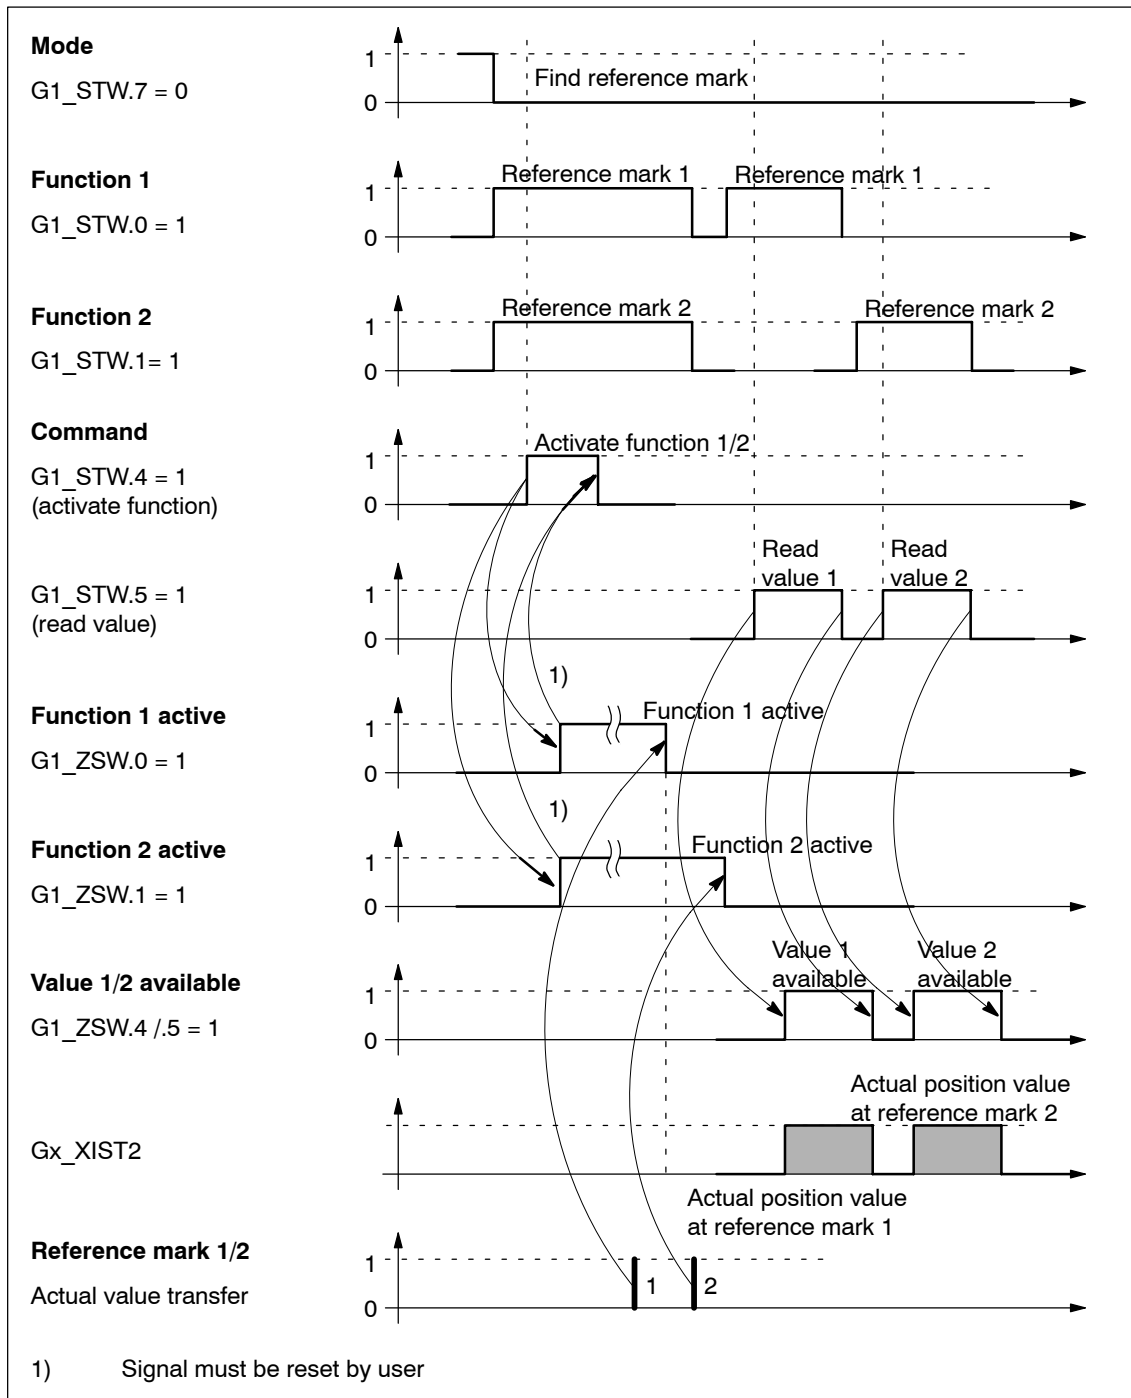 Mode
G1_STW.7 = 0
1
0
Find reference mark
Function 1
G1_STW.0 = 1
1
0
Reference mark 1
Reference mark 1
Function 2
G1_STW.1= 1
1
0
Reference mark 2
Reference mark 2
Command
G1_STW.4 = 1
(activate function)
1
0
Activate function 1/2
G1_STW.5 = 1
(read value)
1
0
Read
value 1
Read
value 2
1)
Function 1 active
G1_ZSW.0 = 1
1
0
Function 1 active
1)
Function 2 active
G1_ZSW.1 = 1
1
0
Function 2 active
Value 1/2 available
G1_ZSW.4 /.5 = 1
1
0
Value 1
available
Value 2
available
Gx_XIST2
Actual position value
at reference mark 2
Actual position value
at reference mark 1
Reference mark 1/2
Actual value transfer
1
0
1
2
1) Signal must be reset by user